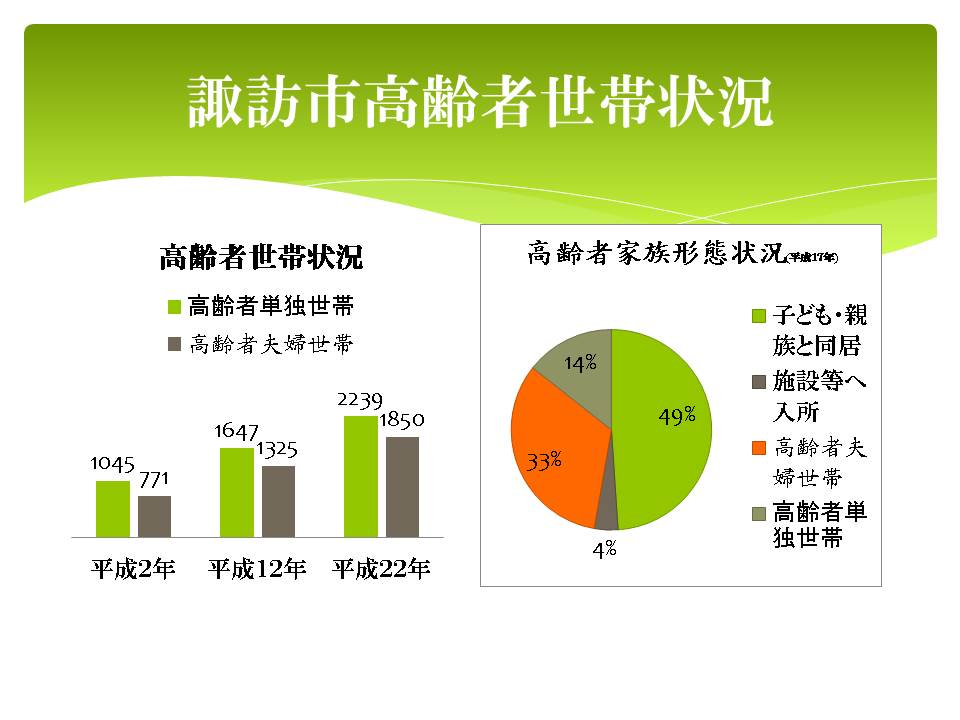 諏訪市高齢者世帯状況
高齢者世帯状況
高齢者単独世帯
高齢者夫婦世帯
1045
771
1647
1325
2239
1850
平成2年
平成12年
平成22年
高齢者家族形態状況(平成17年)
14%
49%
33%
4%
子ども・親
族と同居
施設等へ
入所
高齢者夫
婦世帯
高齢者単
独世帯